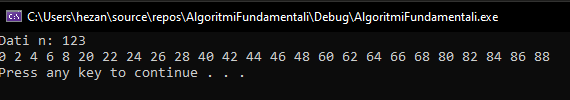 C:\Users\hezan\source\repos\AlgoritmiFundamentali\Debug\AlgoritmiFundamentali.exe
Dati n: 123
0 2 4 6 8 20 22 24 26 28 40 42 44 46 48 60 62 64 66 68 80 82 84 86 88
Press any key to continue . . .